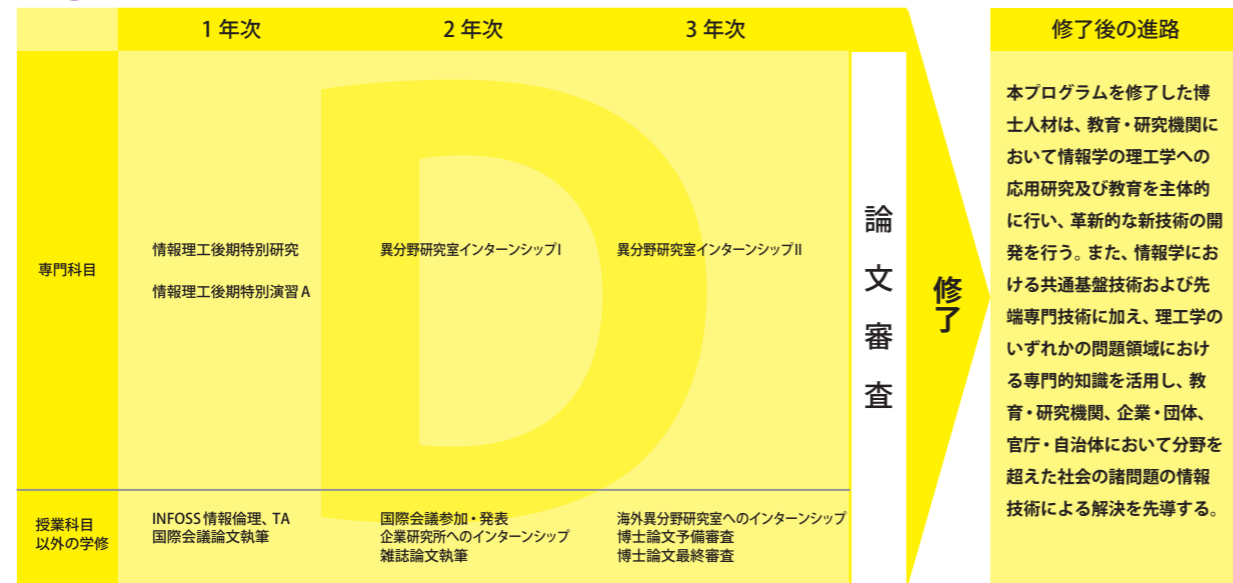 1 年次
2 年次
3 年次
修了後の進路
専門科目
情報理工後期特別研究
情報理工後期特別演習 A
異分野研究室インターンシップI
異分野研究室インターンシップII
授業科目
以外の学修
INFOSS 情報倫理、TA
国際会議論文執筆
国際会議参加・発表
企業研究所へのインターンシップ
雑誌論文執筆
海外異分野研究室へのインターンシップ
博士論文予備審査
博士論文最終審査
論文審査
修了
本プログラムを修了した博
士人材は、教育・研究機関に
おいて情報学の理工学への
応用研究及び教育を主体的
に行い、革新的な新技術の開
発を行う。また、情報学にお
ける共通基盤技術および先
端専門技術に加え、理工学の
いずれかの問題領域におけ
る専門的知識を活用し、教
育・研究機関、企業・団体、
官庁・自治体において分野を
超えた社会の諸問題の情報
技術による解決を先導する。
D